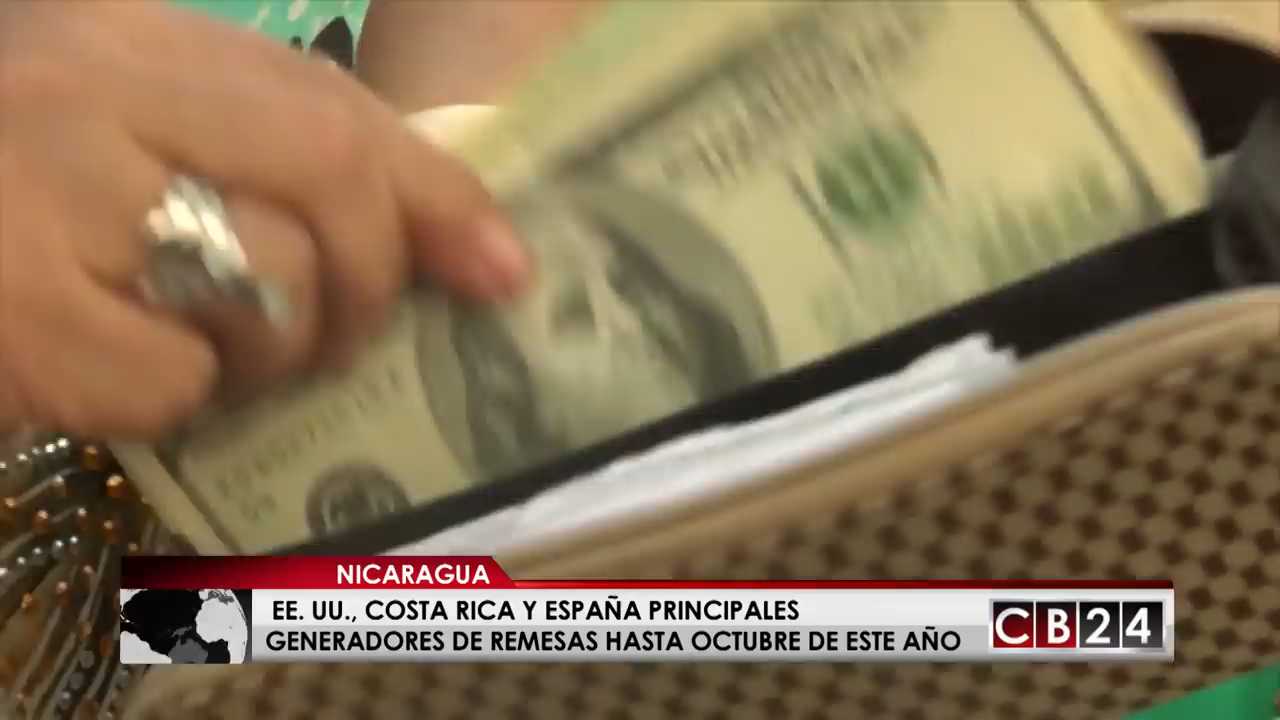 NICARAGUA
EE. UU., COSTA RICA Y ESPAÑA PRINCIPALES
GENERADORES DE REMESAS HASTA OCTUBRE DE ESTE AÑO
CB24